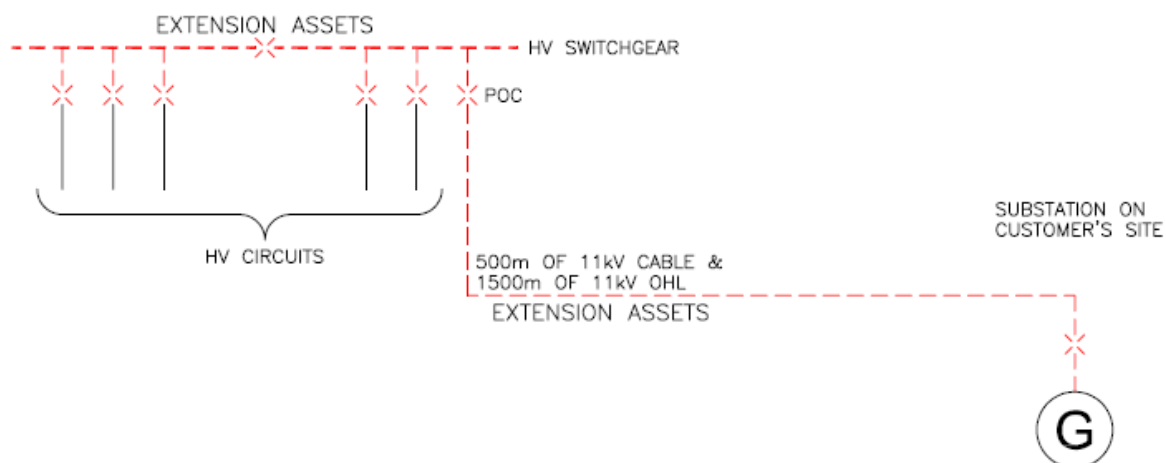 EXTENSION ASSETS
HV SWITCHGEAR
POC
SUBSTATION ON
CUSTOMER'S SITE
HV CIRCUITS
500m OF 11kV CABLE &
1500m OF 11kV OHL
EXTENSION ASSETS
G